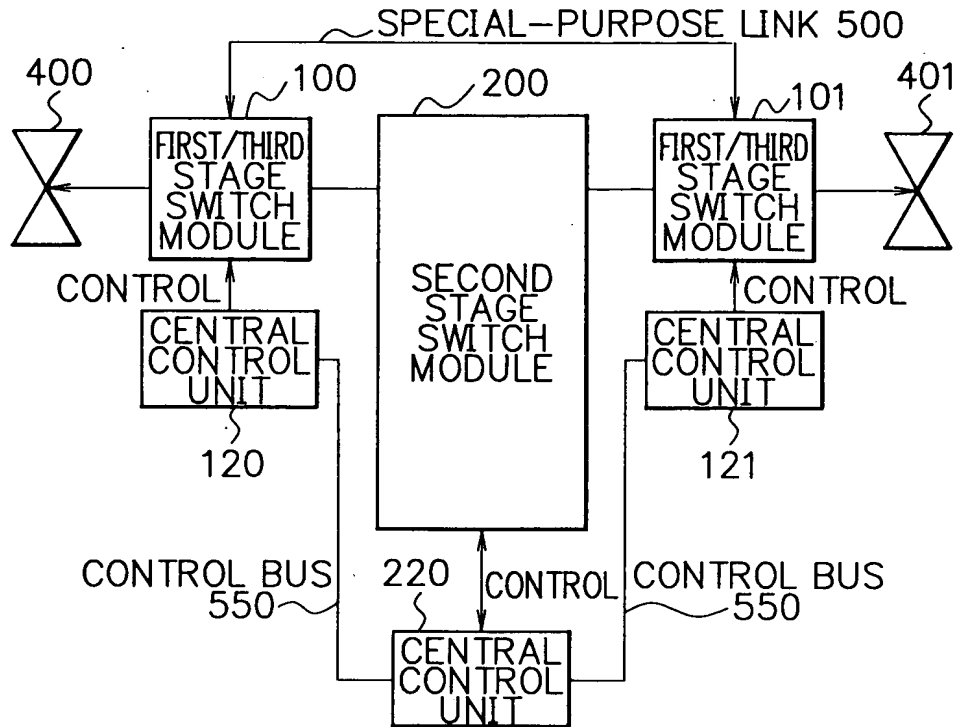 SPECIAL-PURPOSE LINK 500
400
100
200
101
401
FIRST/THIRD
STAGE
SWITCH
MODULE
FIRST/THIRD
STAGE
SWITCH
MODULE
SECOND
STAGE
SWITCH
MODULE
CONTROL
CONTROL
CENTRAL
CONTROL
UNIT
CENTRAL
CONTROL
UNIT
120
121
CONTROL BUS
550
220
CONTROL
CONTROL BUS
550
CENTRAL
CONTROL
UNIT